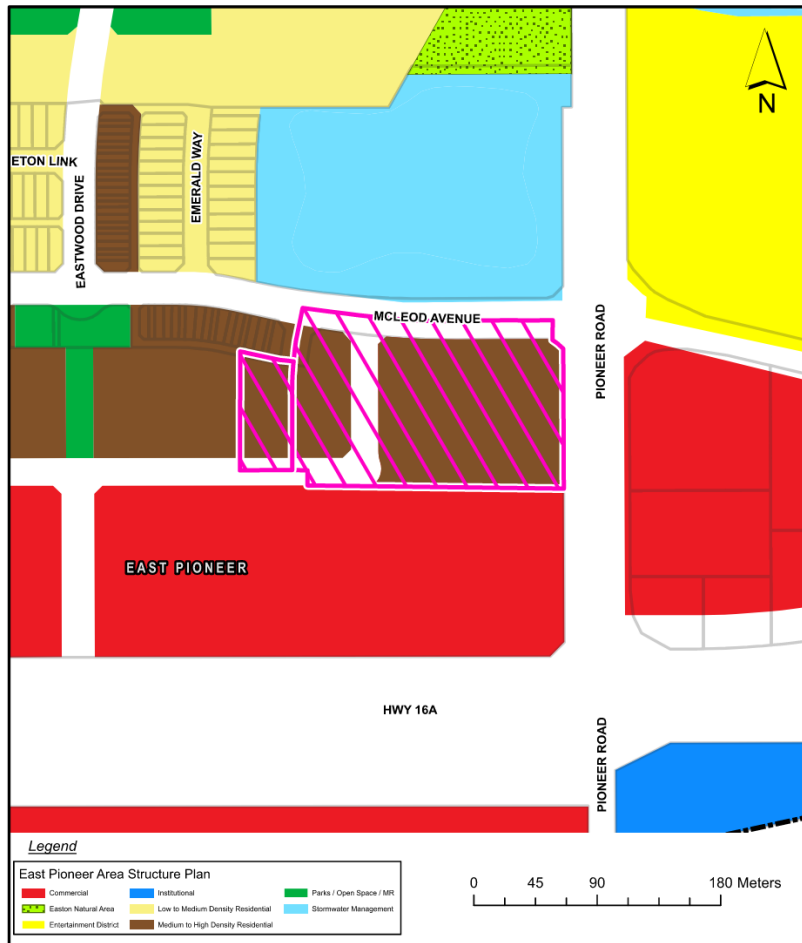 N
ETON LINK
EMERALD WAY
EASTWOOD DRIVE
MCLEOD AVENUE
PIONEER ROAD
EAST PIONEER
HWY 16A
PIONEER ROAD
Legend
East Pioneer Area Structure Plan
Commercial
Institutional
Parks / Open Space / MR
Easton Natural Area
Low to Medium Density Residential
Stormwater Management
Entertainment District
Medium to High Density Residential
0 45 90 180 Meters